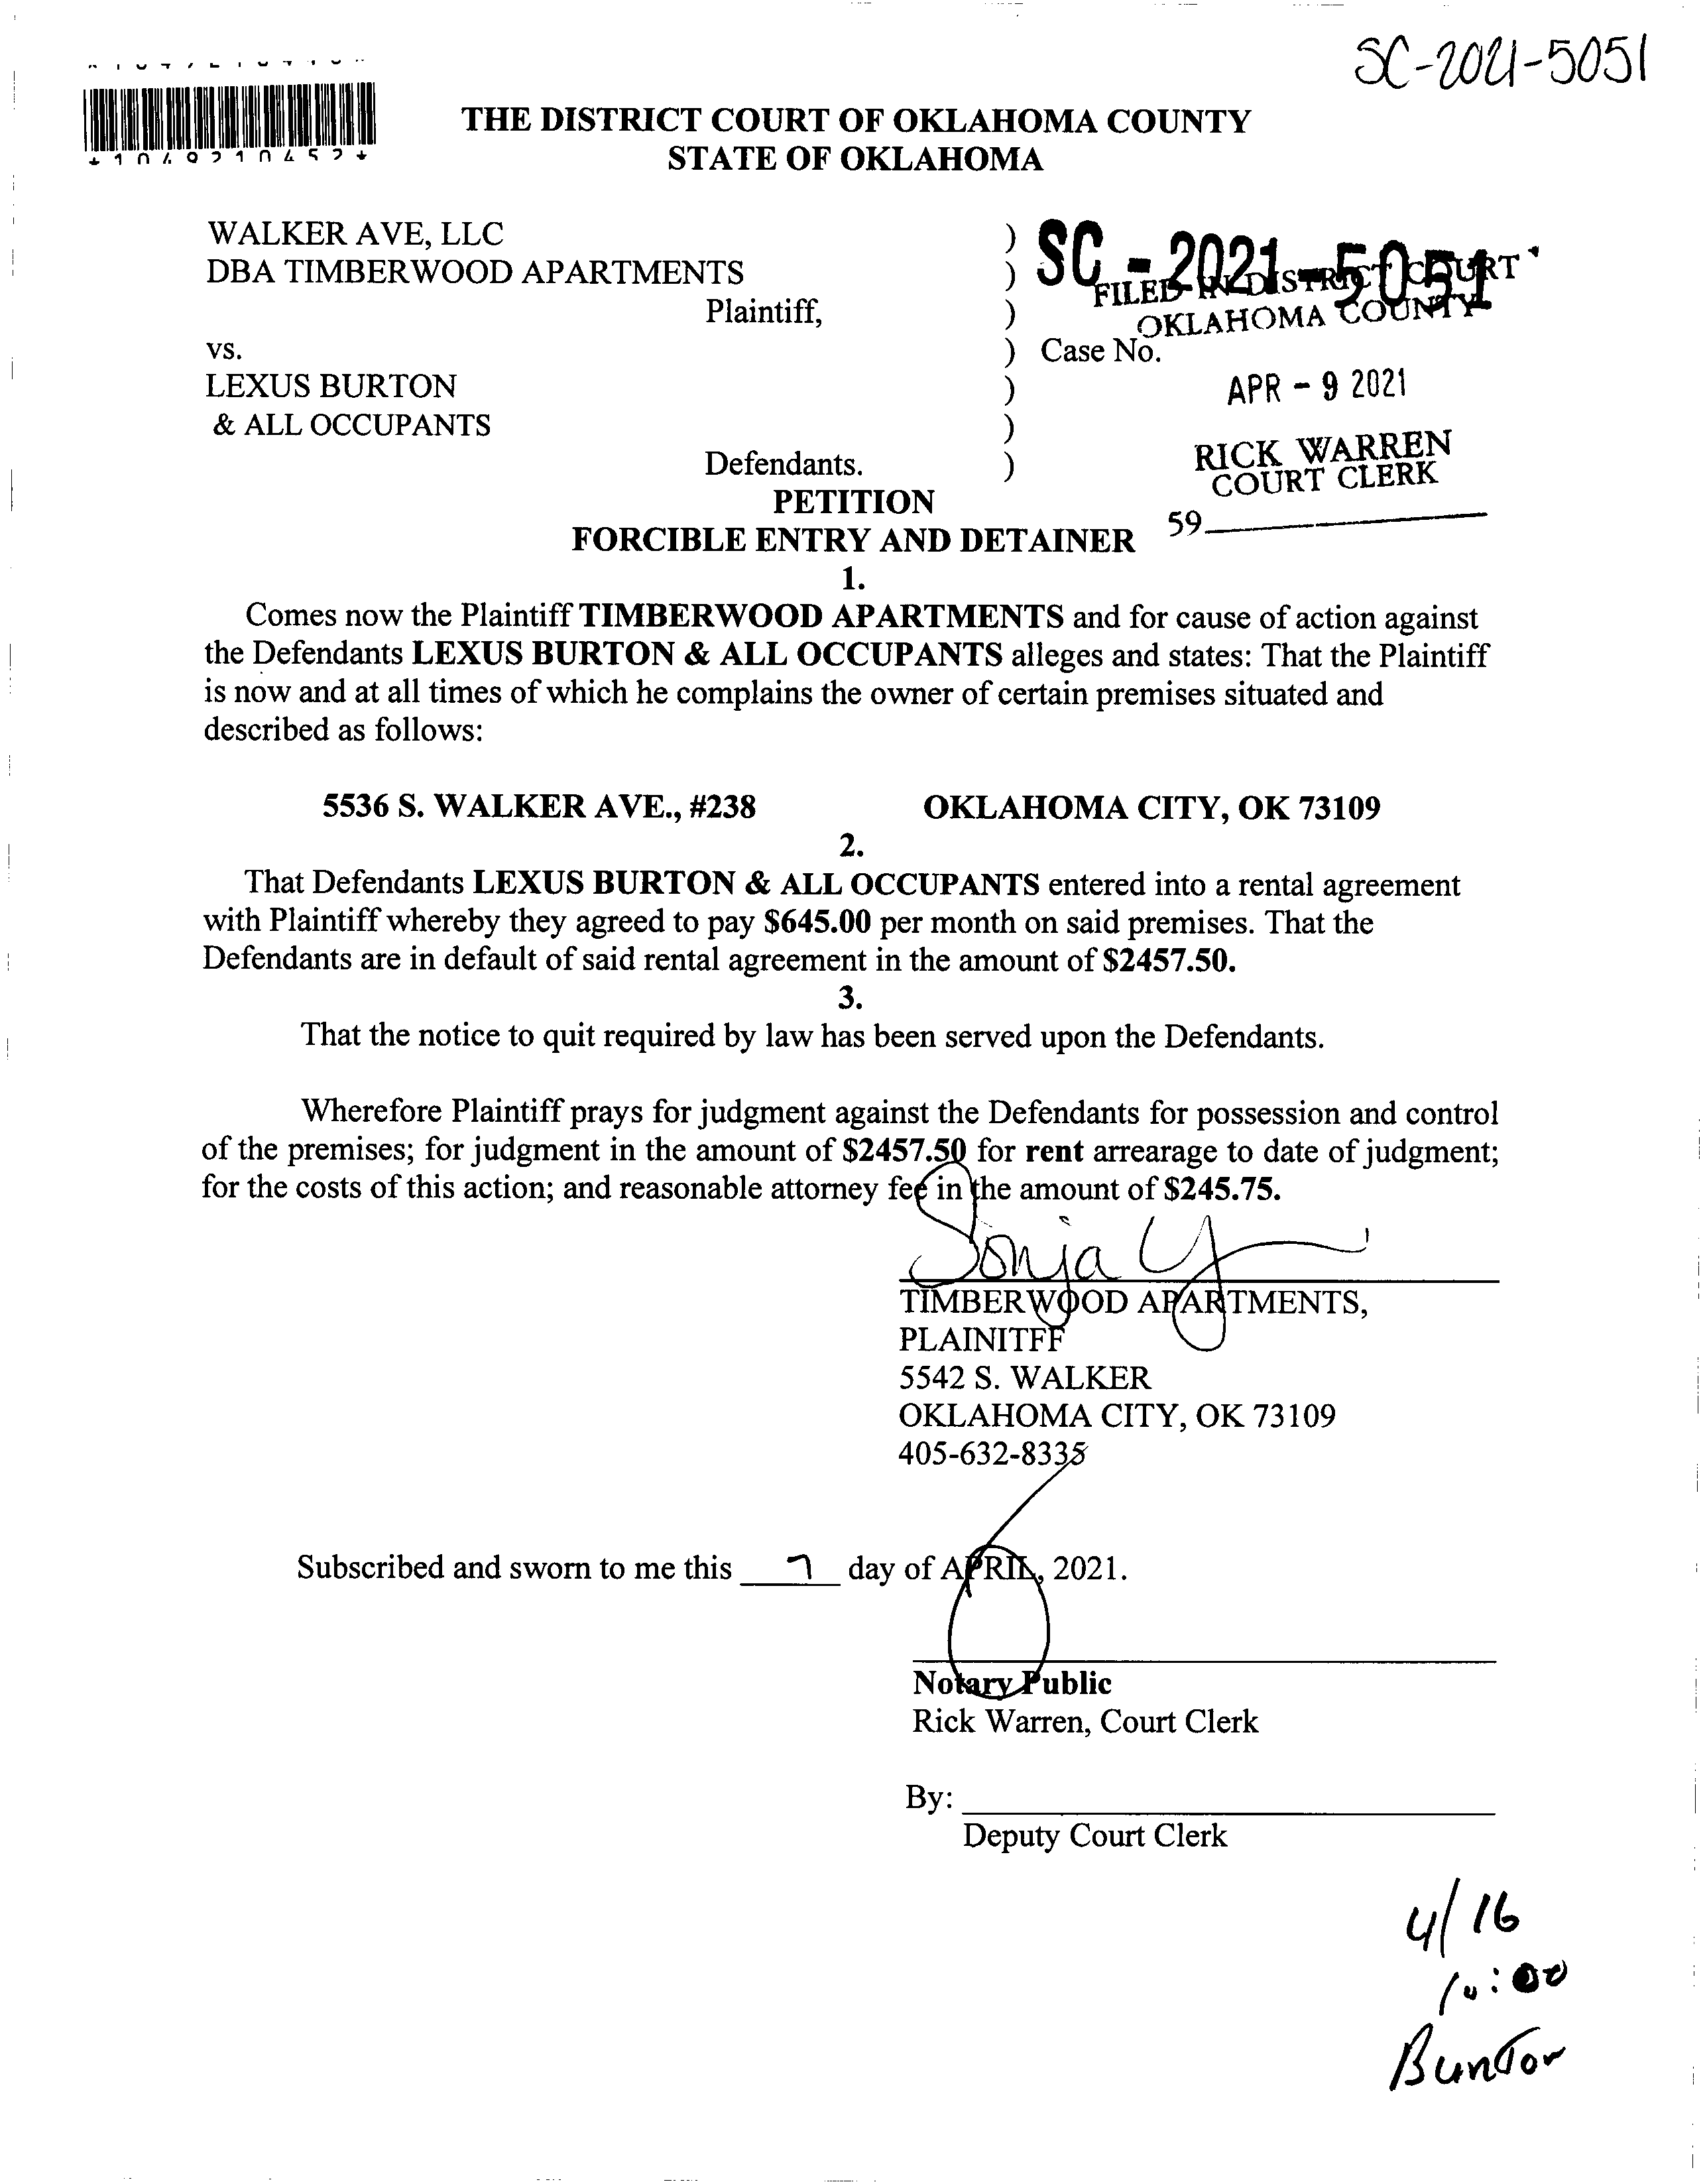 SC-2021-5051
THE DISTRICT COURT OF OKLAHOMA COUNTY
STATE OF OKLAHOMA
WALKER AVE, LLC )
DBA TIMBERWOOD APARTMENTS )
Plaintiff, )
SC-2021-5051
FILED IN DISTRICT COURT
OKLAHOMA COUNTY
vs. ) Case No.
LEXUS BURTON )
& ALL OCCUPANTS )
Defendants. )
APR - 9 2021
RICK WARREN
COURT CLERK
59
PETITION
FORCIBLE ENTRY AND DETAINER
1.
Comes now the Plaintiff TIMBERWOOD APARTMENTS and for cause of action against
the Defendants LEXUS BURTON & ALL OCCUPANTS alleges and states: That the Plaintiff
is now and at all times of which he complains the owner of certain premises situated and
described as follows:
5536 S. WALKER AVE., #238 OKLAHOMA CITY, OK 73109
2.
That Defendants LEXUS BURTON & ALL OCCUPANTS entered into a rental agreement
with Plaintiff whereby they agreed to pay $645.00 per month on said premises. That the
Defendants are in default of said rental agreement in the amount of $2457.50.
3.
That the notice to quit required by law has been served upon the Defendants.
Wherefore Plaintiff prays for judgment against the Defendants for possession and control
of the premises; for judgment in the amount of $2457.50 for rent arrearage to date of judgment;
for the costs of this action; and reasonable attorney fee in the amount of $245.75.
Sonja Y
TIMBERWOOD APARTMENTS,
PLAINITFF
5542 S. WALKER
OKLAHOMA CITY, OK 73109
405-632-8335
Subscribed and sworn to me this 7 day of APRIL, 2021.
Notary Public
Rick Warren, Court Clerk
By:
Deputy Court Clerk
4/16
10:00